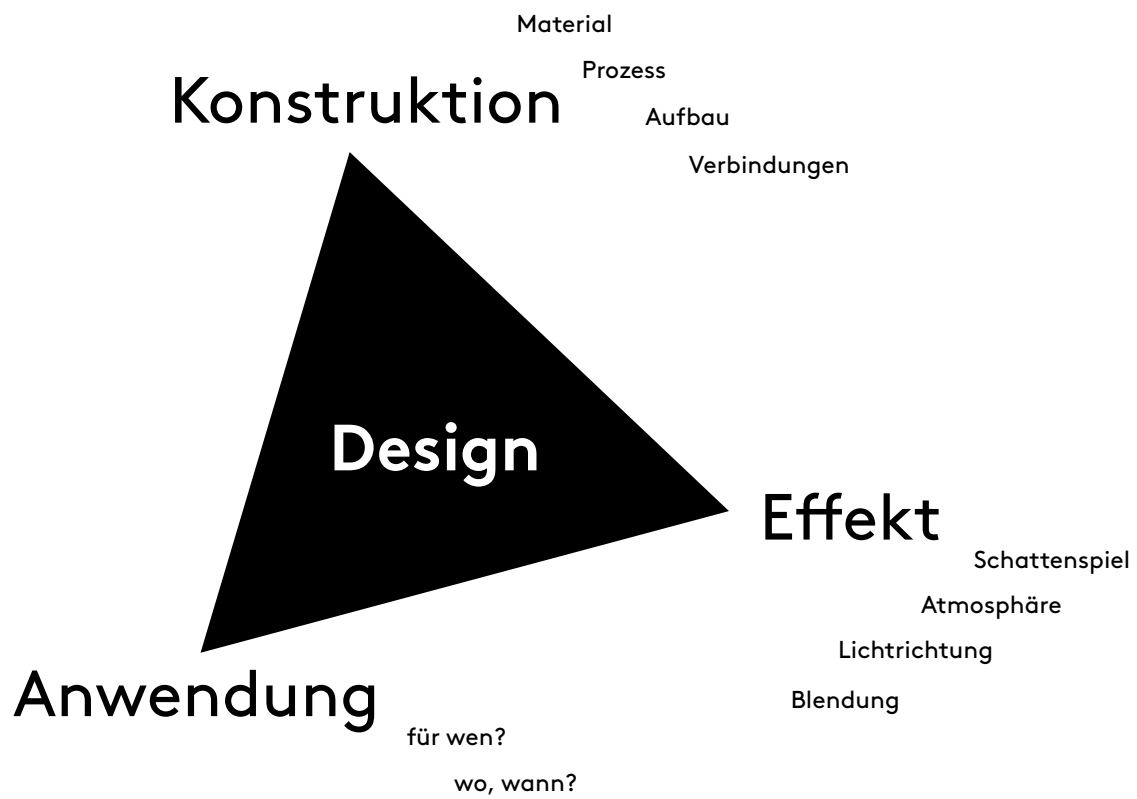 Material
Prozess
Konstruktion
Aufbau
Verbindungen
Design
Effekt
Schattenspiel
Atmosphäre
Lichtrichtung
Blendung
Anwendung
für wen?
wo, wann?